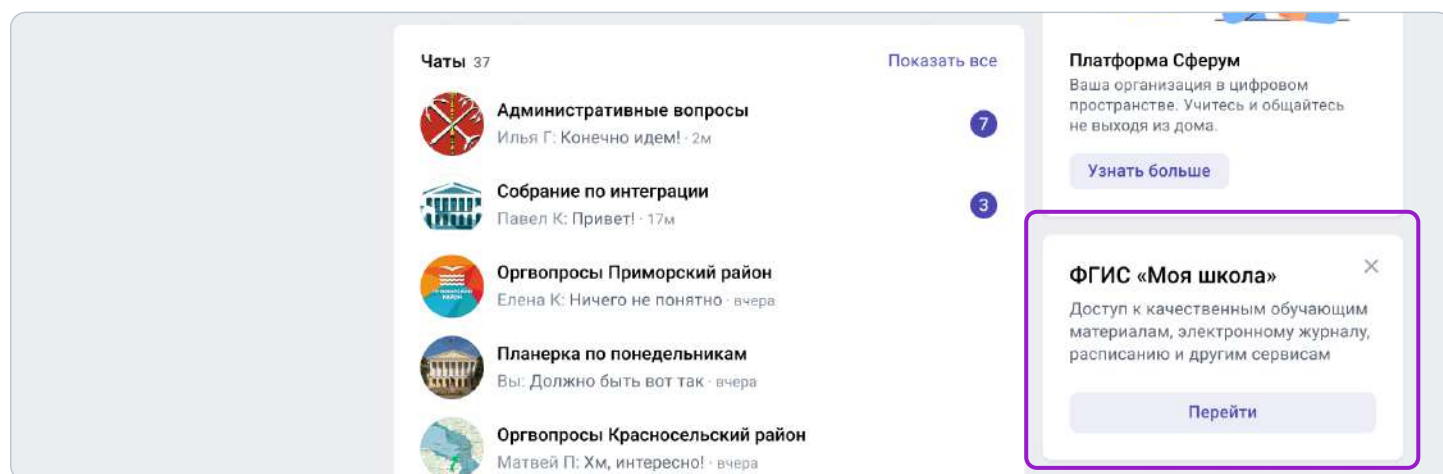 Чаты 37
Показать все
Административные вопросы
Илья Г: Конечно идем! · 2м
7
Собрание по интеграции
Павел К: Привет! · 17м
3
Оргвопросы Приморский район
Елена К: Ничего не понятно · вчера
Планерка по понедельникам
Вы: Должно быть вот так · вчера
Оргвопросы Красносельский район
Матвей П: Хм, интересно! · вчера
Платформа Сферум
Ваша организация в цифровом
пространстве. Учитесь и общайтесь
не выходя из дома.
Узнать больше
ФГИС «Моя школа»
Доступ к качественным обучающим
материалам, электронному журналу,
расписанию и другим сервисам
Перейти